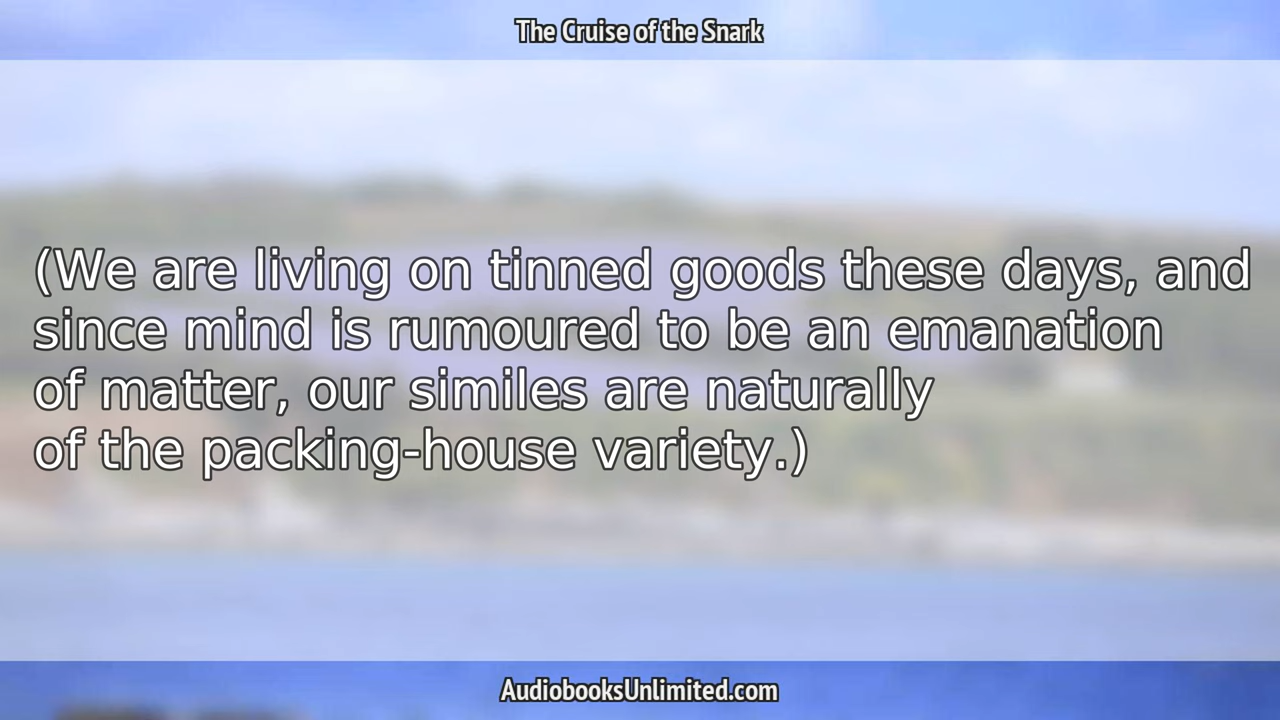 The Cruise of the Snark
(We are living on tinned goods these days, and
since mind is rumoured to be an emanation
of matter, our similes are naturally
of the packing-house variety.)
AudiobooksUnlimited.com